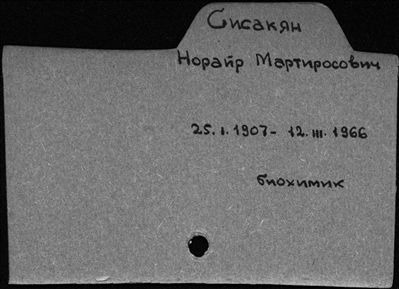 Сисакян
Норайр Мартиросович
25.I.1907 - 12.III.1966
биохимик